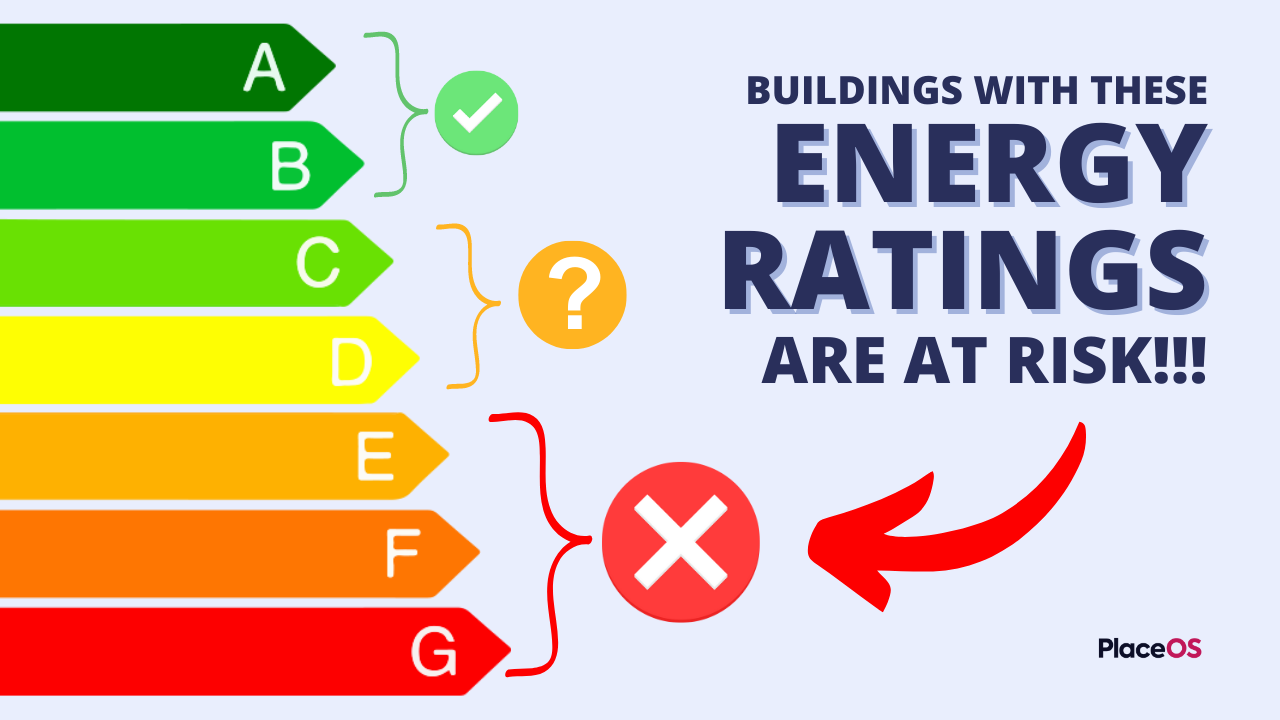 A
B
C
D
E
F
G
?
BUILDINGS WITH THESE
ENERGY
RATINGS
ARE AT RISK!!!
PlaceOS